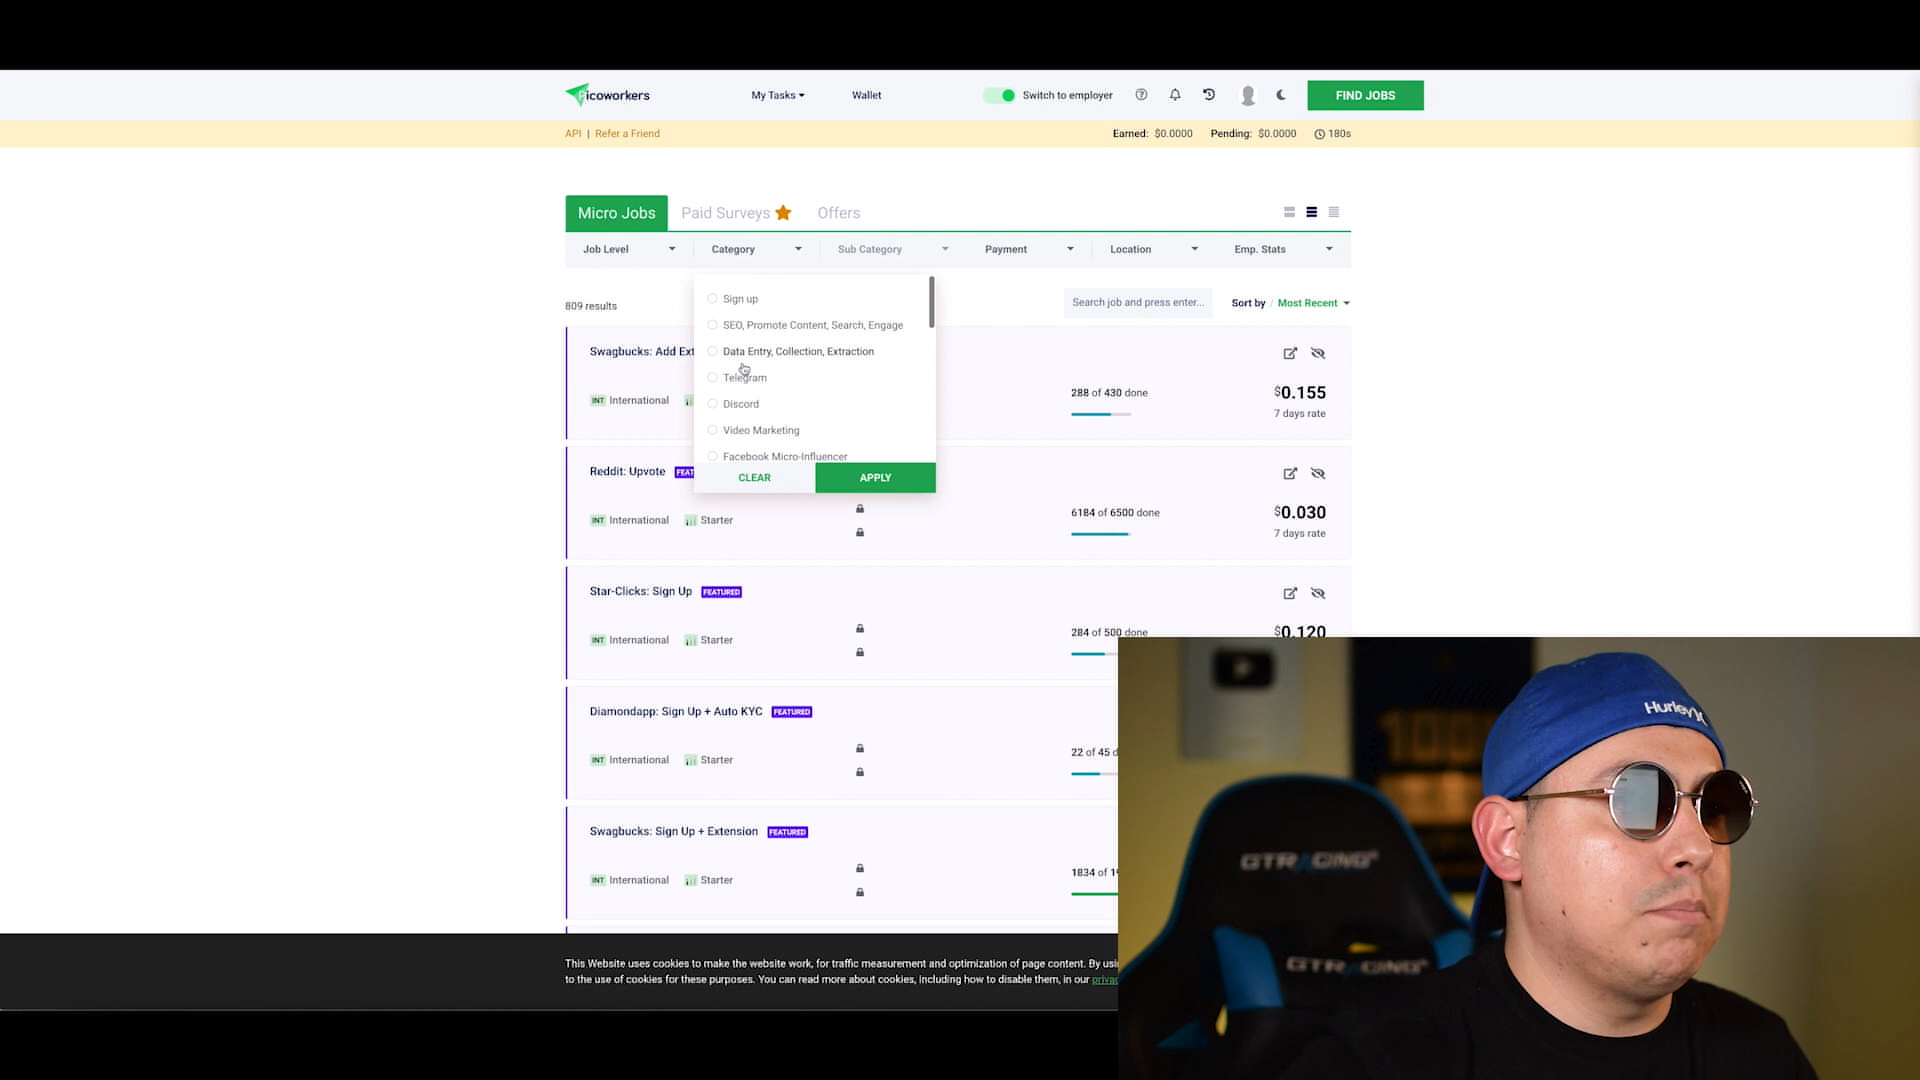 Picoworkers
My Tasks
Wallet
Switch to employer
FIND JOBS
API | Refer a Friend
Earned: $0.0000 Pending: $0.0000 180s
Micro Jobs
Paid Surveys
Offers
Job Level
Category
Sub Category
Payment
Location
Emp. Stats
809 results
Search job and press enter...
Sort by / Most Recent
Sign up
SEO, Promote Content, Search, Engage
Data Entry, Collection, Extraction
Telegram
Discord
Video Marketing
Facebook Micro-Influencer
CLEAR
APPLY
Swagbucks: Add Ext
INT International
288 of 430 done
$0.155
7 days rate
Reddit: Upvote FEAT
INT International Starter
6184 of 6500 done
$0.030
7 days rate
Star-Clicks: Sign Up FEATURED
INT International Starter
284 of 500 done
$0.120
Diamondapp: Sign Up + Auto KYC FEATURED
INT International Starter
22 of 45 d
Swagbucks: Sign Up + Extension FEATURED
INT International Starter
1834 of 1
This Website uses cookies to make the website work, for traffic measurement and optimization of page content. By usi
to the use of cookies for these purposes. You can read more about cookies, including how to disable them, in our privac
Hurley
GTRACING
GTRACING